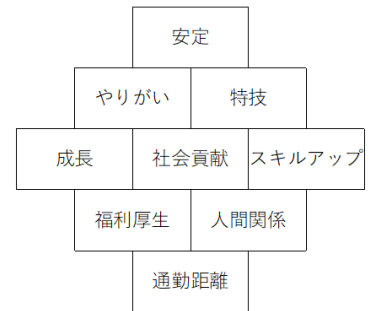 安定
やりがい 特技
成長 社会貢献 スキルアップ
福利厚生 人間関係
通勤距離